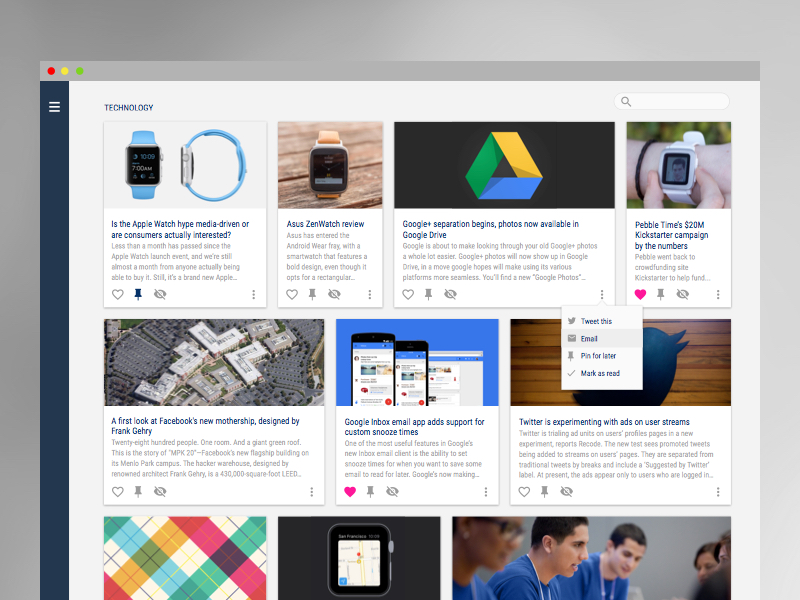 TECHNOLOGY
10:09
7:00AM
Is the Apple Watch hype media-driven or
are consumers actually interested?
Less than a month has passed since the
Apple Watch launch event, and we're still
almost a month from anyone actually being
able to buy it. Still, it's a brand new Apple...
Asus ZenWatch review
Asus has entered the
Android Wear fray, with a
smartwatch that features a
bold design, even though it
opts for a rectangular...
Google+ separation begins, photos now available in
Google Drive
Google is about to make looking through your old Google+ photos
a whole lot easier. Google+ photos will now show up in Google
Drive, in a move google hopes will make using its various
platforms more seamless. You'll find a new "Google Photos"...
Pebble Time's $20M
Kickstarter campaign
by the numbers
Pebble went back to
crowdfunding site
Kickstarter to help fund...
Tweet this
Email
Pin for later
Mark as read
A first look at Facebook's new mothership, designed by
Frank Gehry
Twenty-eight hundred people. One room. And a giant green roof.
This is the story of "MPK 20"—Facebook's new flagship building on
its Menlo Park campus. The hacker warehouse, designed by
renowned architect Frank Gehry, is a 430,000-square-foot LEED...
Google Inbox email app adds support for
custom snooze times
One of the most useful features in Google's
new Inbox email client is the ability to set
snooze times for when you want to save some
email to read for later. Google's now making...
Twitter is experimenting with ads on user streams
Twitter is trialing ad units on users' profiles pages in a new
experiment, reports Recode. The new test sees promoted tweets
being added to streams on users' pages. They are separated from
traditional tweets by breaks and include a 'Suggested by Twitter'
label. At present, the ads appear only to users who are logged in...
San Francisco 10:09